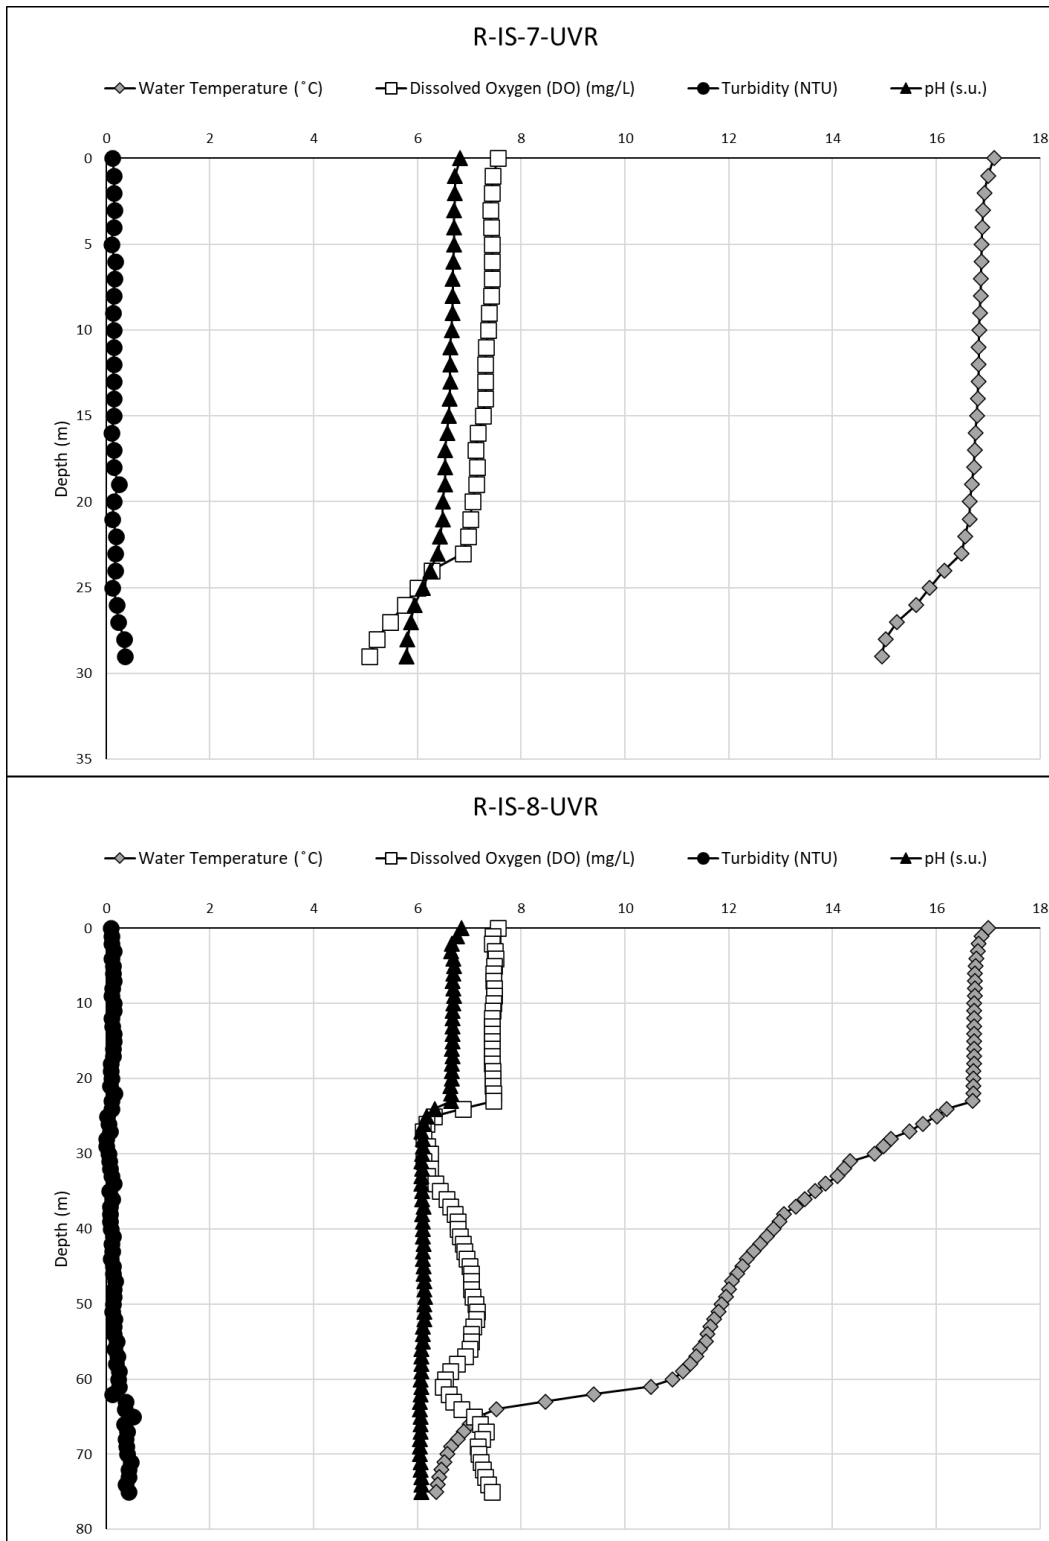 R-IS-7-UVR
Water Temperature (˚C) Dissolved Oxygen (DO) (mg/L) Turbidity (NTU) pH (s.u.)
0 2 4 6 8 10 12 14 16 18
0
5
10
15
20
25
30
35
Depth (m)
R-IS-8-UVR
Water Temperature (˚C) Dissolved Oxygen (DO) (mg/L) Turbidity (NTU) pH (s.u.)
0 2 4 6 8 10 12 14 16 18
0
10
20
30
40
50
60
70
80
Depth (m)